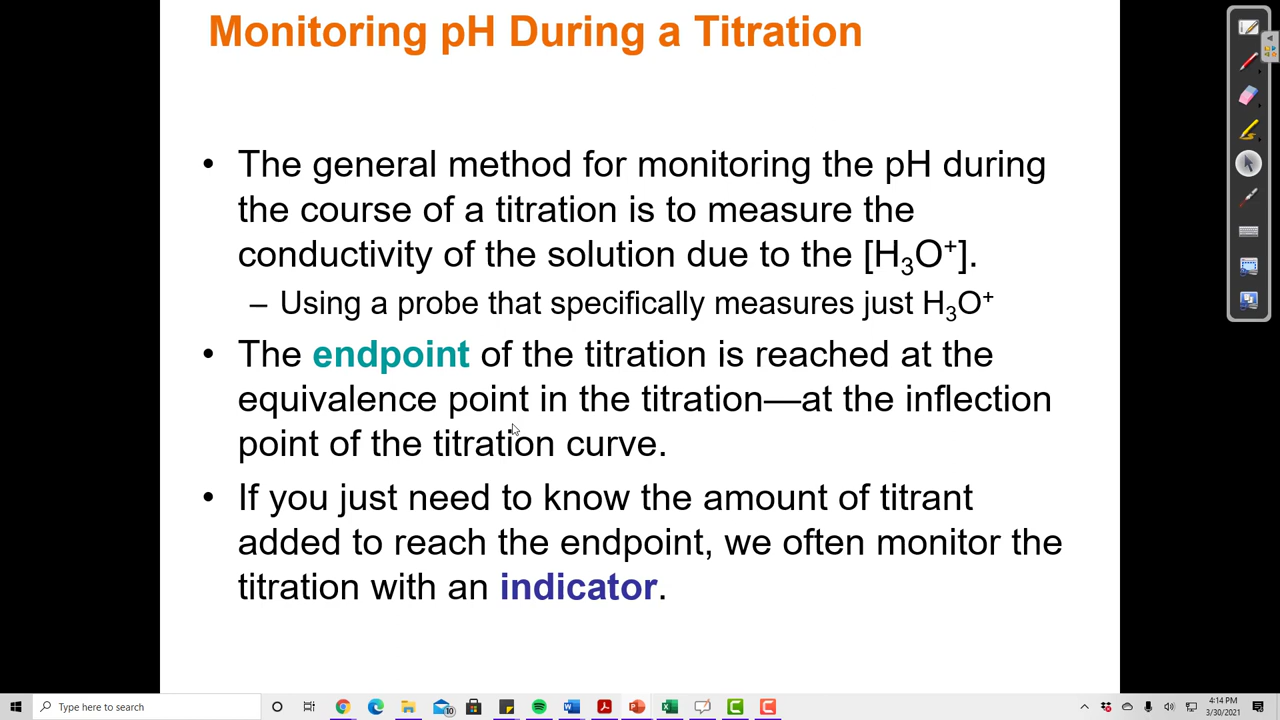 Monitoring pH During a Titration
• The general method for monitoring the pH during
the course of a titration is to measure the
conductivity of the solution due to the [H₃O⁺].
– Using a probe that specifically measures just H₃O⁺
• The endpoint of the titration is reached at the
equivalence point in the titration—at the inflection
point of the titration curve.
• If you just need to know the amount of titrant
added to reach the endpoint, we often monitor the
titration with an indicator.
Type here to search
10
4:14 PM
3/30/2021